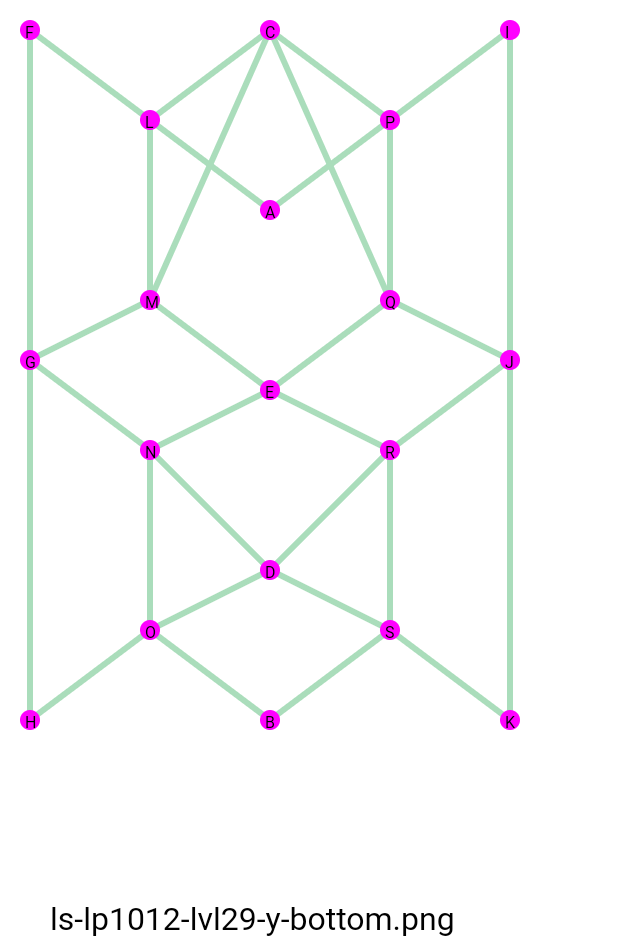 F C I
L P
A
M Q
G J
E
N R
D
O S
H B K
ls-lp1012-lvl29-y-bottom.png